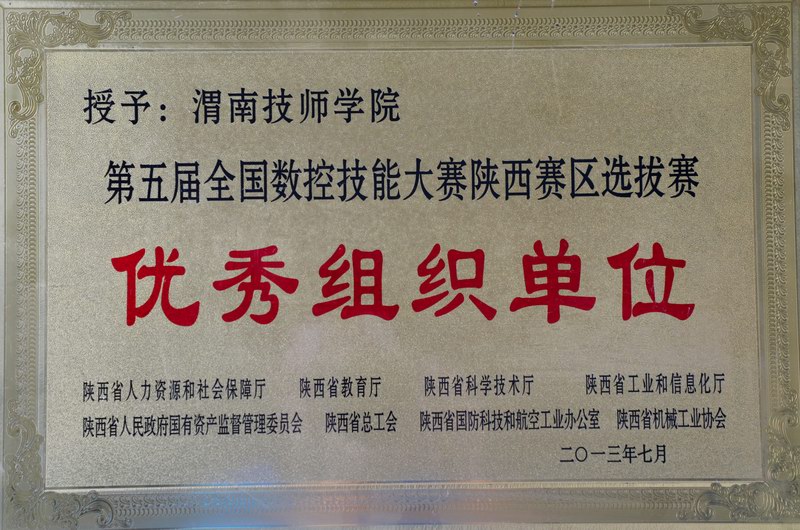 授予：渭南技师学院
第五届全国数控技能大赛陕西赛区选拔赛
优秀组织单位
陕西省人力资源和社会保障厅 陕西省教育厅 陕西省科学技术厅 陕西省工业和信息化厅
陕西省人民政府国有资产监督管理委员会 陕西省总工会 陕西省国防科技和航空工业办公室 陕西省机械工业协会
二〇一三年七月